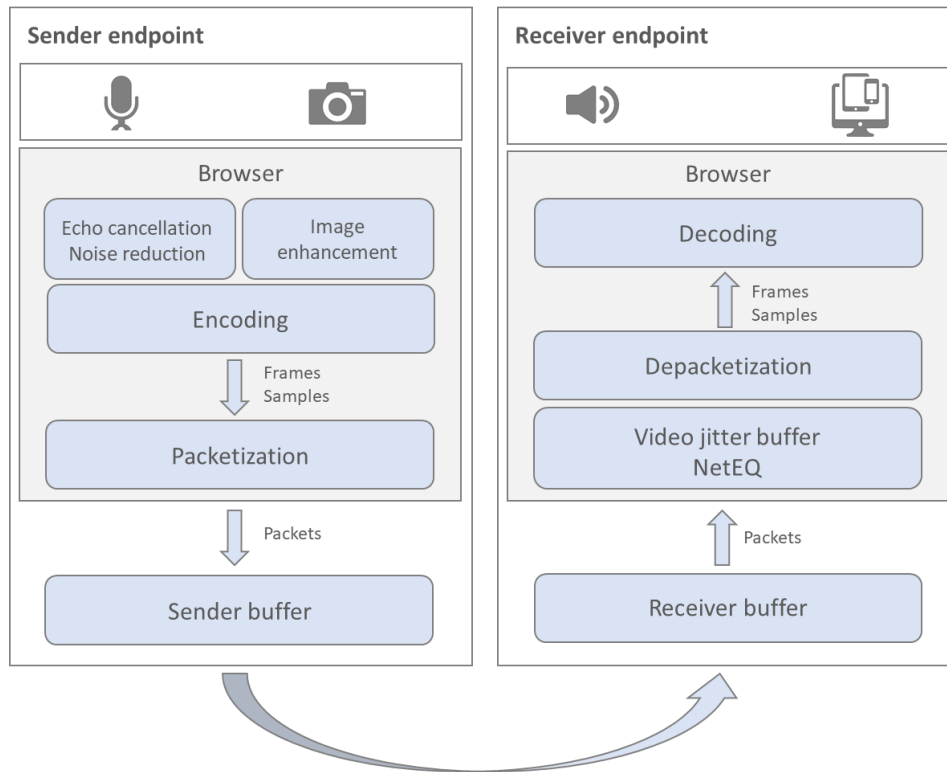 Sender endpoint
Browser
Echo cancellation
Noise reduction
Image
enhancement
Encoding
Frames
Samples
Packetization
Packets
Sender buffer
Receiver endpoint
Browser
Decoding
Frames
Samples
Depacketization
Video jitter buffer
NetEQ
Packets
Receiver buffer